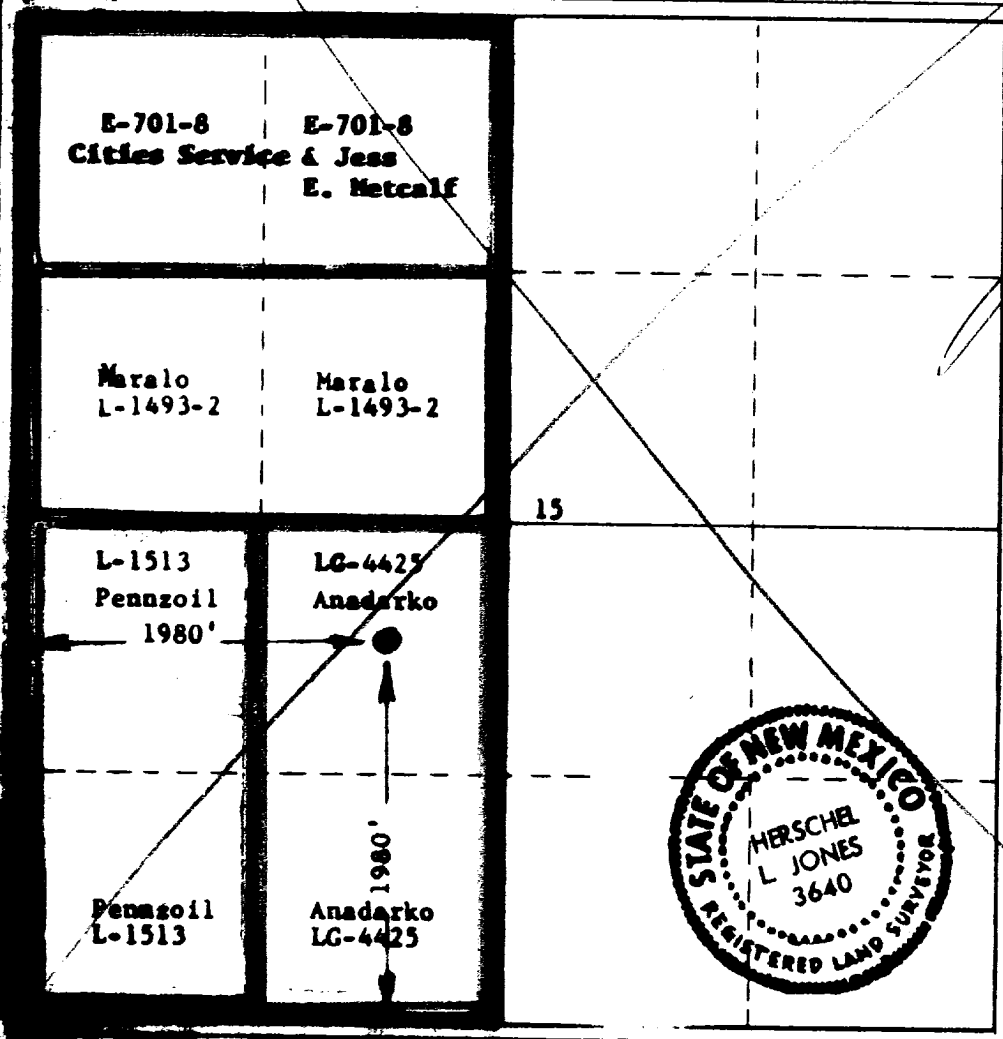 E-701-8 E-701-8
Cities Service & Jess
E. Metcalf
Maralo Maralo
L-1493-2 L-1493-2
15
L-1513 LG-4425
Pennzoil Anadarko
1980'
1980'
Pennzoil Anadarko
L-1513 LG-4425
STATE OF NEW MEXICO
HERSCHEL
L JONES
3640
REGISTERED LAND SURVEYOR